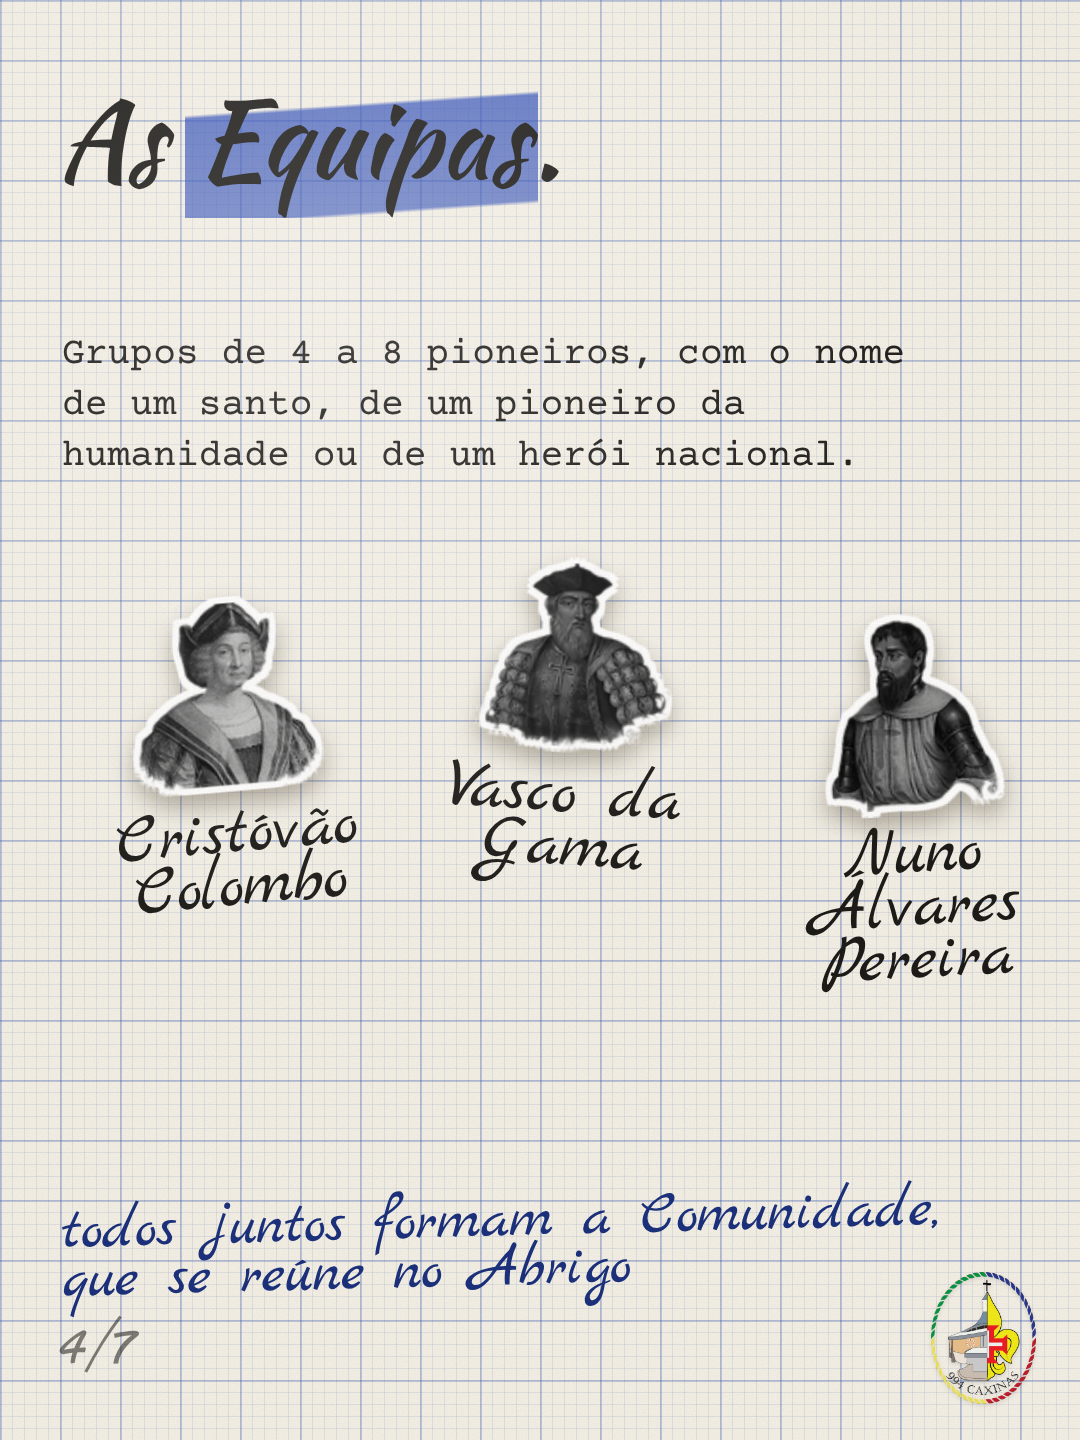 As Equipas.
Grupos de 4 a 8 pioneiros, com o nome
de um santo, de um pioneiro da
humanidade ou de um herói nacional.
Cristóvão
Colombo
Vasco da
Gama
Nuno
Álvares
Pereira
todos juntos formam a Comunidade,
que se reúne no Abrigo
4/7
994 CAXINAS